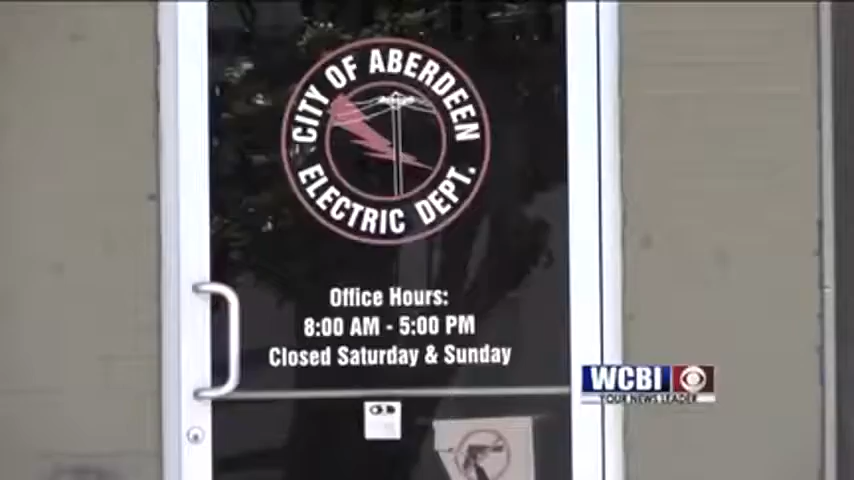 CITY OF ABERDEEN
ELECTRIC DEPT.
Office Hours:
8:00 AM - 5:00 PM
Closed Saturday & Sunday
WCBI
YOUR NEWS LEADER